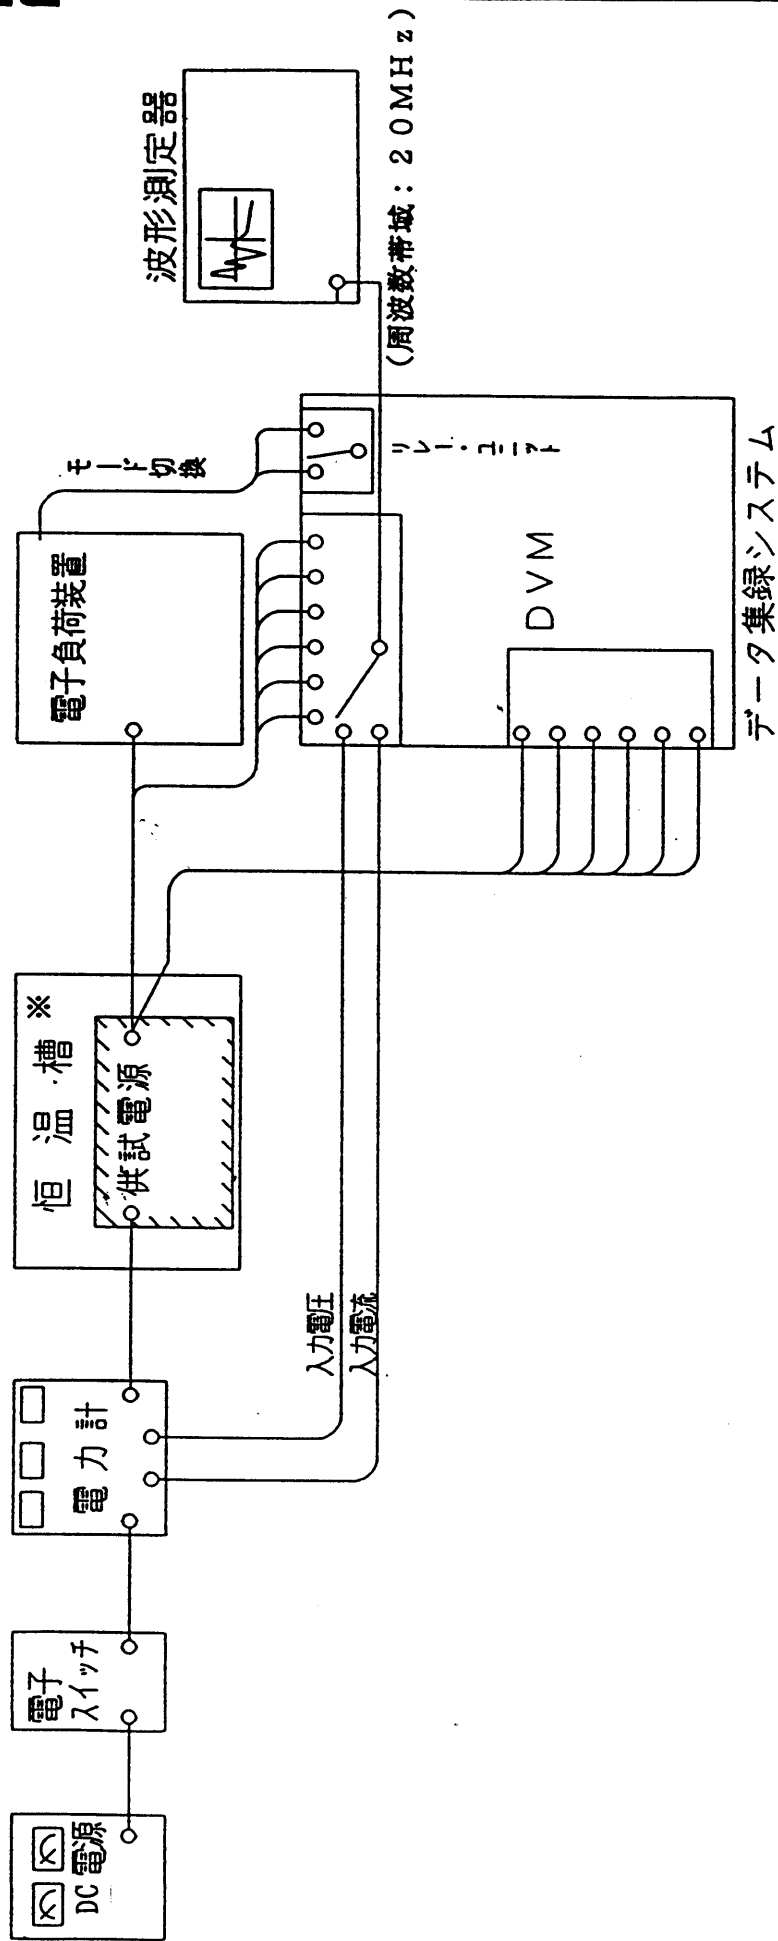 DC電源
電子
スイッチ
電力計
恒温槽 ※
供試電源
電子負荷装置
モード切換
波形測定器
(周波数帯域:20MHz)
リレー・ユニット
入力電圧
入力電流
DVM
データ集録システム